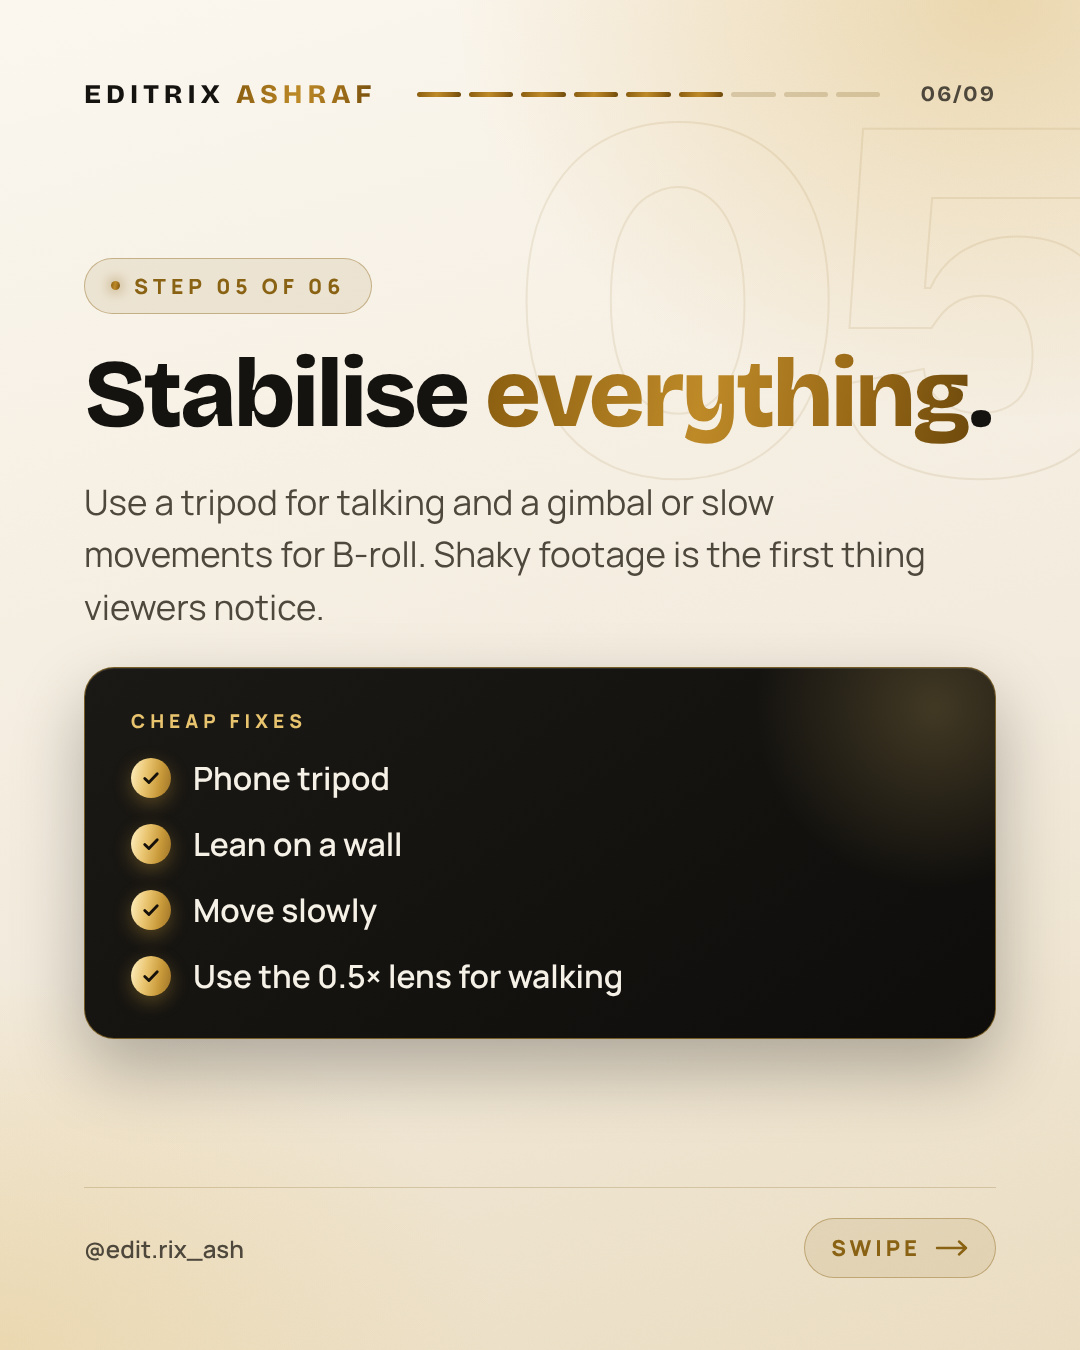 EDITRIX ASHRAF
06/09
05
STEP 05 OF 06
Stabilise everything.
Use a tripod for talking and a gimbal or slow
movements for B-roll. Shaky footage is the first thing
viewers notice.
CHEAP FIXES
Phone tripod
Lean on a wall
Move slowly
Use the 0.5× lens for walking
@edit.rix_ash
SWIPE →